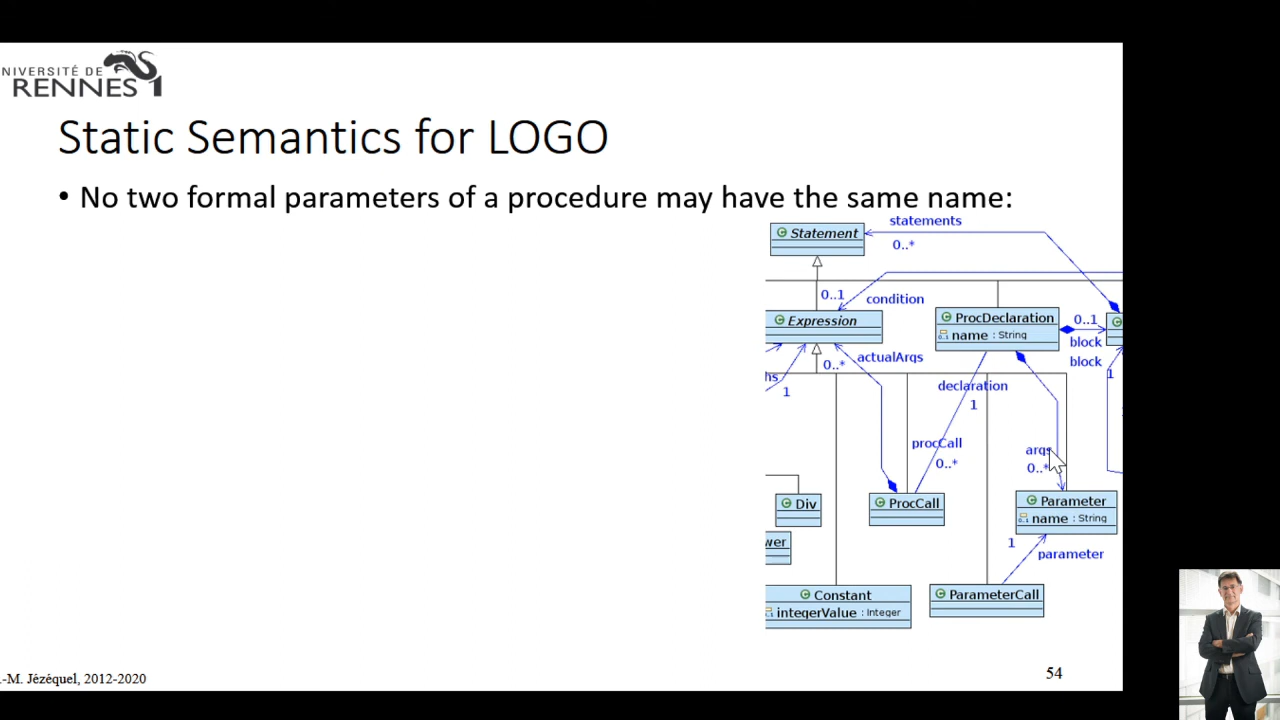 NIVERSITÉ DE
RENNES 1
Static Semantics for LOGO
• No two formal parameters of a procedure may have the same name:
statements
Statement
0..*
0..1
condition
Expression
ProcDeclaration
name : String
0..1
block
block
actualArgs
0..*
hs
1
1
declaration
1
procCall
0..*
args
0..*
Div
ProcCall
Parameter
name : String
wer
1
parameter
Constant
integerValue : Integer
ParameterCall
.-M. Jézéquel, 2012-2020
54